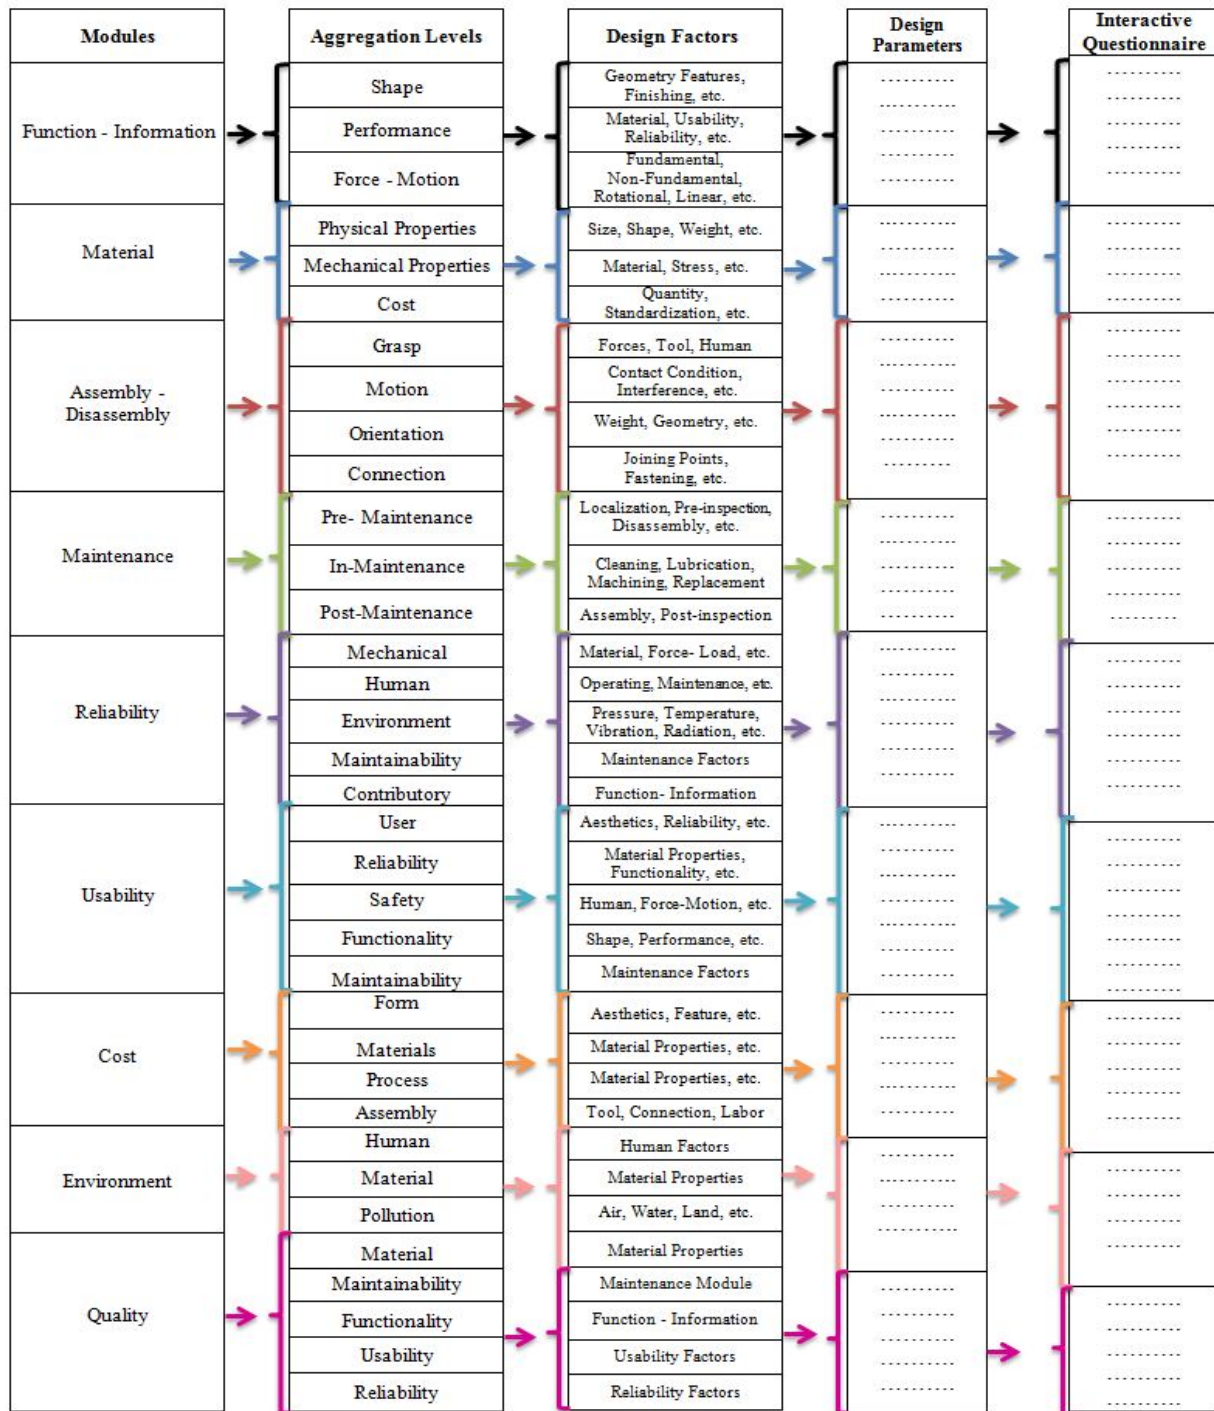 Modules
Function - Information
Material
Assembly -
Disassembly
Maintenance
Reliability
Usability
Cost
Environment
Quality
Aggregation Levels
Shape
Performance
Force - Motion
Physical Properties
Mechanical Properties
Cost
Grasp
Motion
Orientation
Connection
Pre- Maintenance
In-Maintenance
Post-Maintenance
Mechanical
Human
Environment
Maintainability
Contributory
User
Reliability
Safety
Functionality
Maintainability
Form
Materials
Process
Assembly
Human
Material
Pollution
Material
Maintainability
Functionality
Usability
Reliability
Design Factors
Geometry Features,
Finishing, etc.
Material, Usability,
Reliability, etc.
Fundamental,
Non-Fundamental,
Rotational, Linear, etc.
Size, Shape, Weight, etc.
Material, Stress, etc.
Quantity,
Standardization, etc.
Forces, Tool, Human
Contact Condition,
Interference, etc.
Weight, Geometry, etc.
Joining Points,
Fastening, etc.
Localization, Pre-inspection,
Disassembly, etc.
Cleaning, Lubrication,
Machining, Replacement
Assembly, Post-inspection
Material, Force- Load, etc.
Operating, Maintenance, etc.
Pressure, Temperature,
Vibration, Radiation, etc.
Maintenance Factors
Function- Information
Aesthetics, Reliability, etc.
Material Properties,
Functionality, etc.
Human, Force-Motion, etc.
Shape, Performance, etc.
Maintenance Factors
Aesthetics, Feature, etc.
Material Properties, etc.
Material Properties, etc.
Tool, Connection, Labor
Human Factors
Material Properties
Air, Water, Land, etc.
Material Properties
Maintenance Module
Function - Information
Usability Factors
Reliability Factors
Design
Parameters
Interactive
Questionnaire